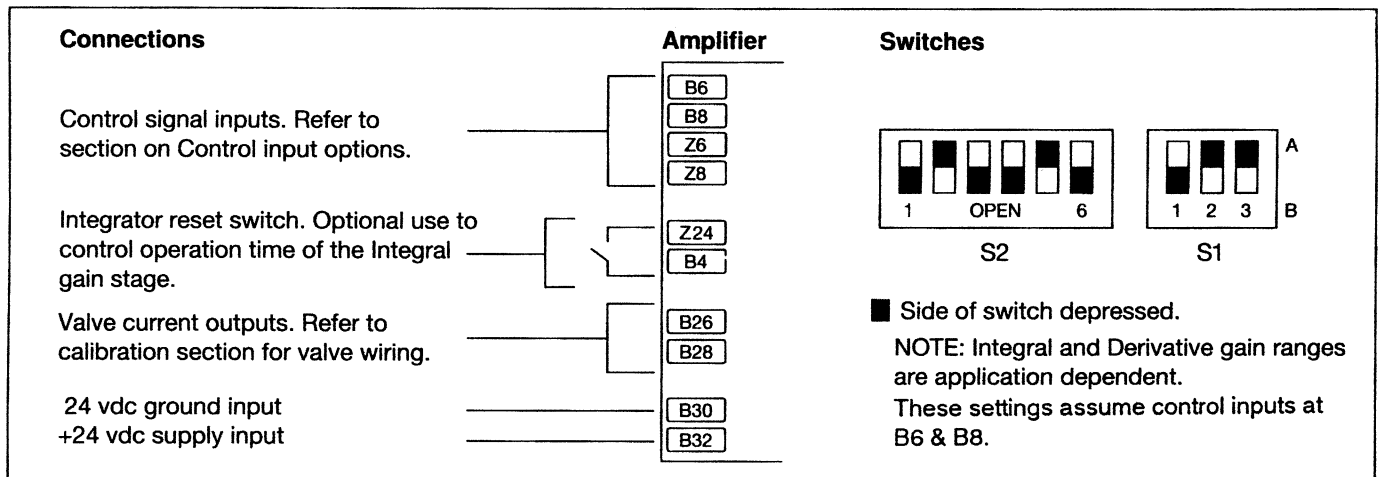 Connections
Amplifier
Switches
Control signal inputs. Refer to
section on Control input options.
B6
B8
Z6
Z8
Integrator reset switch. Optional use to
control operation time of the Integral
gain stage.
Z24
B4
Valve current outputs. Refer to
calibration section for valve wiring.
B26
B28
24 vdc ground input
+24 vdc supply input
B30
B32
1 OPEN 6
S2
1 2 3
A
B
S1
Side of switch depressed.
NOTE: Integral and Derivative gain ranges
are application dependent.
These settings assume control inputs at
B6 & B8.